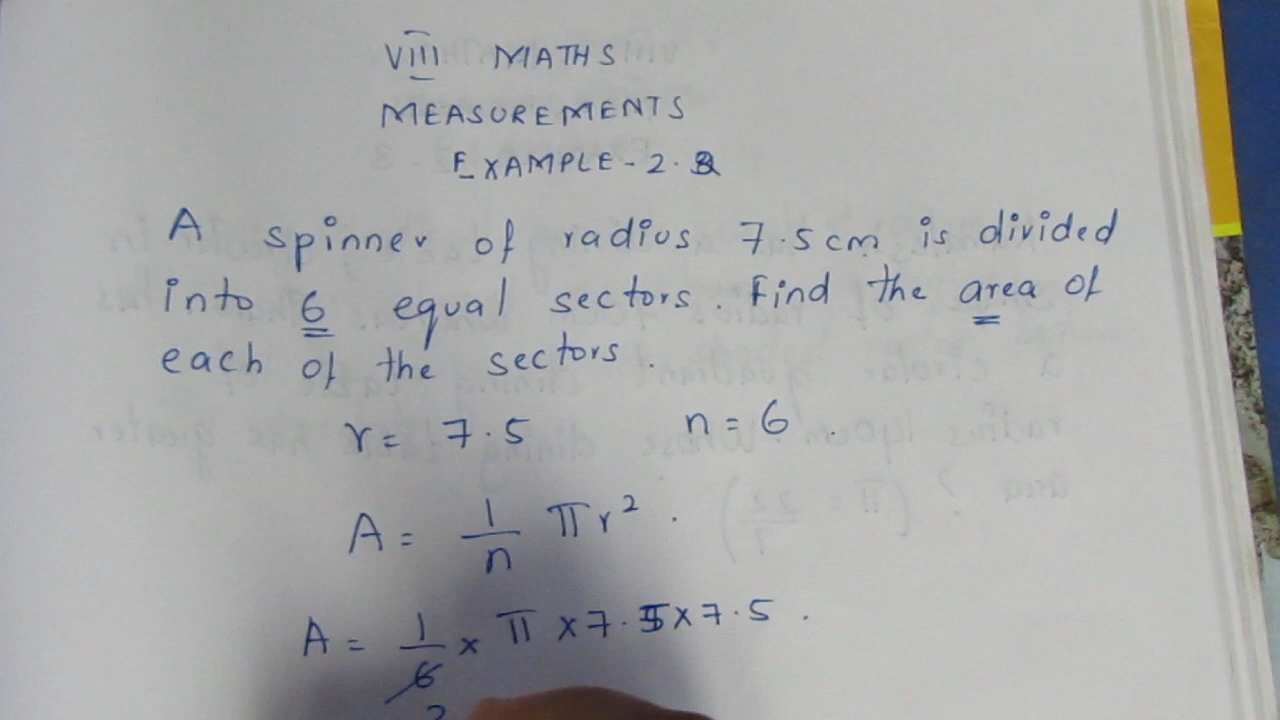 VIII MATHS
MEASUREMENTS
EXAMPLE - 2.
A spinner of radius 7.5 cm is divided
into 6 equal sectors. Find the area of
each of the sectors.
r = 7.5 n = 6.
A = 1/n πr².
A = 1/6 × π × 7.5 × 7.5.
2